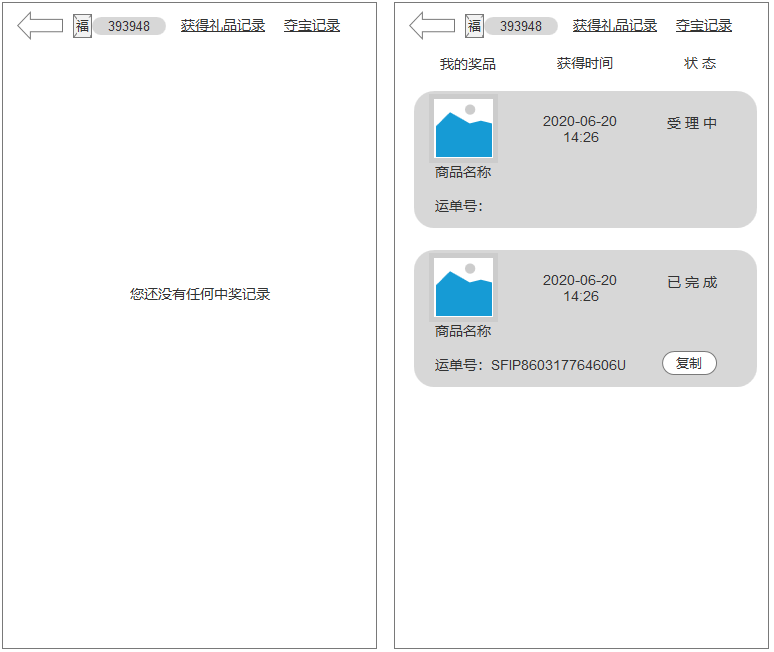 福 393948 获得礼品记录 夺宝记录
您还没有任何中奖记录
福 393948 获得礼品记录 夺宝记录
我的奖品 获得时间 状 态
2020-06-20
14:26
受 理 中
商品名称
运单号：
2020-06-20
14:26
已 完 成
商品名称
运单号：SFIP860317764606U 复制